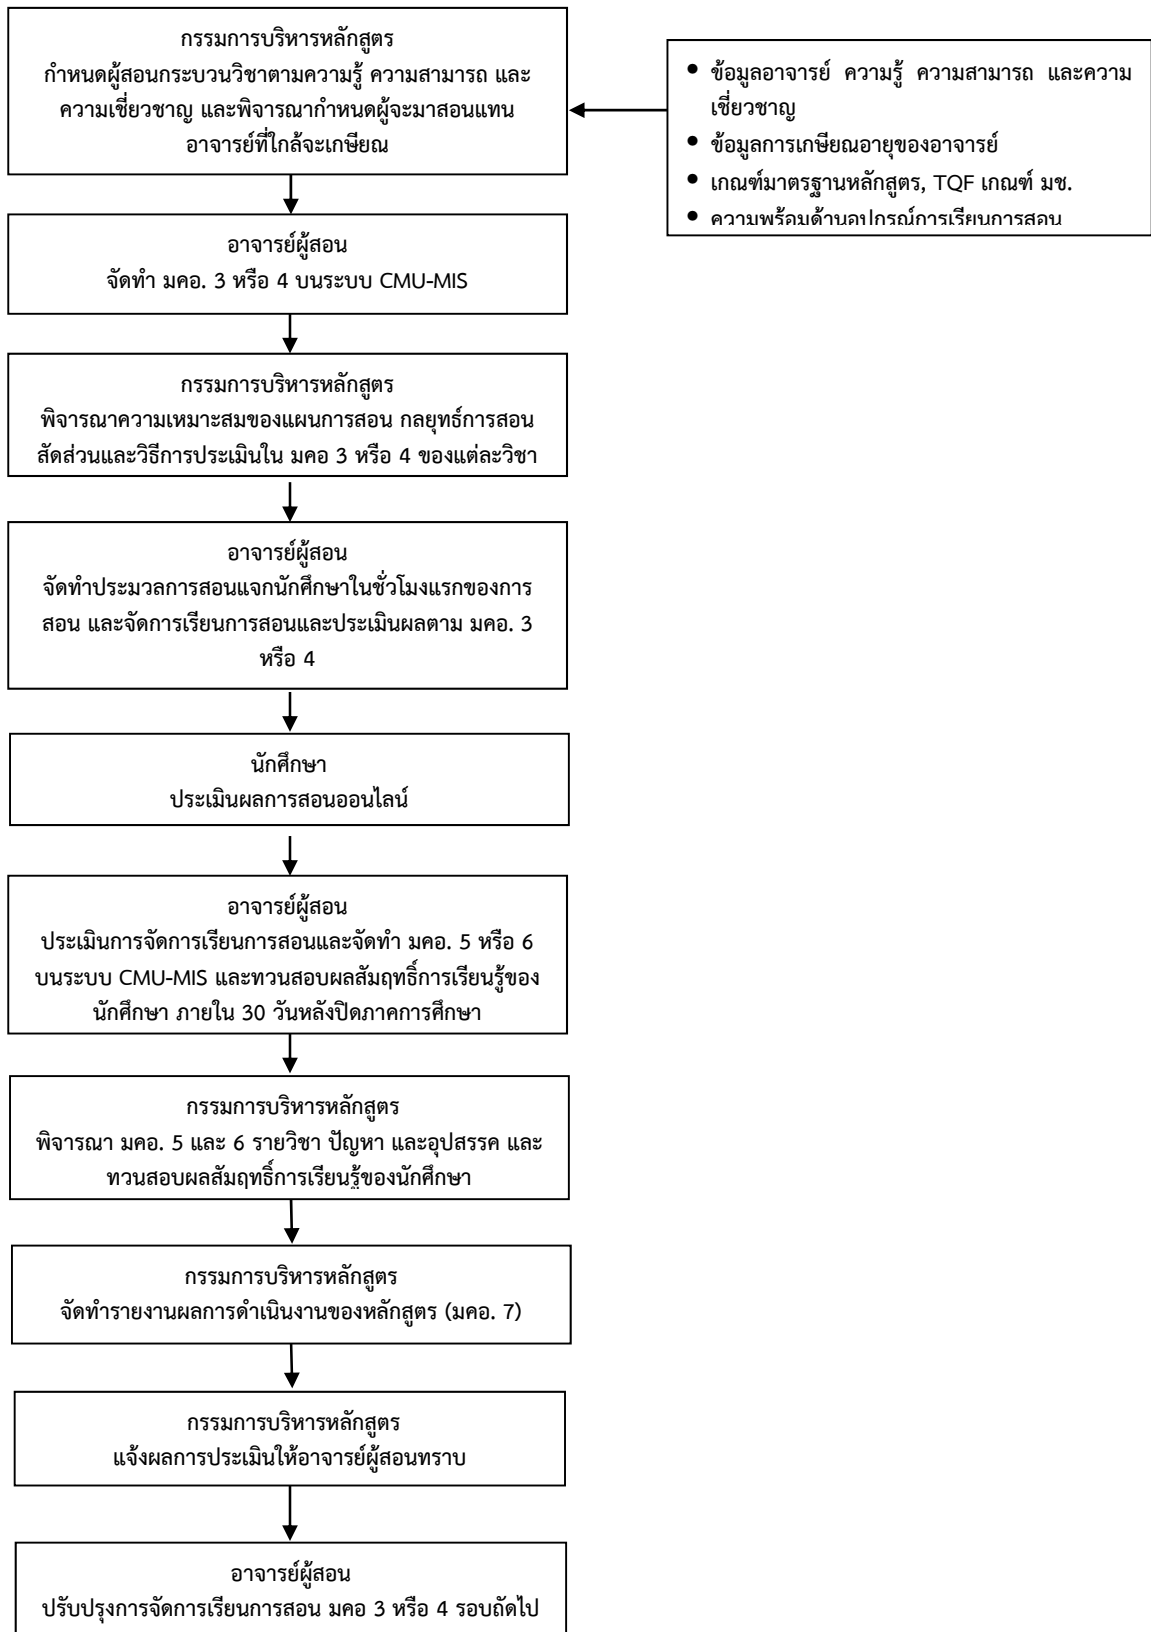 กรรมการบริหารหลักสูตร
กำหนดผู้สอนกระบวนวิชาตามความรู้ ความสามารถ และ
ความเชี่ยวชาญ และพิจารณากำหนดผู้จะมาสอนแทน
อาจารย์ที่ใกล้จะเกษียณ
• ข้อมูลอาจารย์ ความรู้ ความสามารถ และความ
เชี่ยวชาญ
• ข้อมูลการเกษียณอายุของอาจารย์
• เกณฑ์มาตรฐานหลักสูตร, TQF เกณฑ์ มช.
• ความพร้อมด้านอุปกรณ์การเรียนการสอน
อาจารย์ผู้สอน
จัดทำ มคอ. 3 หรือ 4 บนระบบ CMU-MIS
กรรมการบริหารหลักสูตร
พิจารณาความเหมาะสมของแผนการสอน กลยุทธ์การสอน
สัดส่วนและวิธีการประเมินใน มคอ 3 หรือ 4 ของแต่ละวิชา
อาจารย์ผู้สอน
จัดทำประมวลการสอนแจกนักศึกษาในชั่วโมงแรกของการ
สอน และจัดการเรียนการสอนและประเมินผลตาม มคอ. 3
หรือ 4
นักศึกษา
ประเมินผลการสอนออนไลน์
อาจารย์ผู้สอน
ประเมินการจัดการเรียนการสอนและจัดทำ มคอ. 5 หรือ 6
บนระบบ CMU-MIS และทวนสอบผลสัมฤทธิ์การเรียนรู้ของ
นักศึกษา ภายใน 30 วันหลังปิดภาคการศึกษา
กรรมการบริหารหลักสูตร
พิจารณา มคอ. 5 และ 6 รายวิชา ปัญหา และอุปสรรค และ
ทวนสอบผลสัมฤทธิ์การเรียนรู้ของนักศึกษา
กรรมการบริหารหลักสูตร
จัดทำรายงานผลการดำเนินงานของหลักสูตร (มคอ. 7)
กรรมการบริหารหลักสูตร
แจ้งผลการประเมินให้อาจารย์ผู้สอนทราบ
อาจารย์ผู้สอน
ปรับปรุงการจัดการเรียนการสอน มคอ 3 หรือ 4 รอบถัดไป